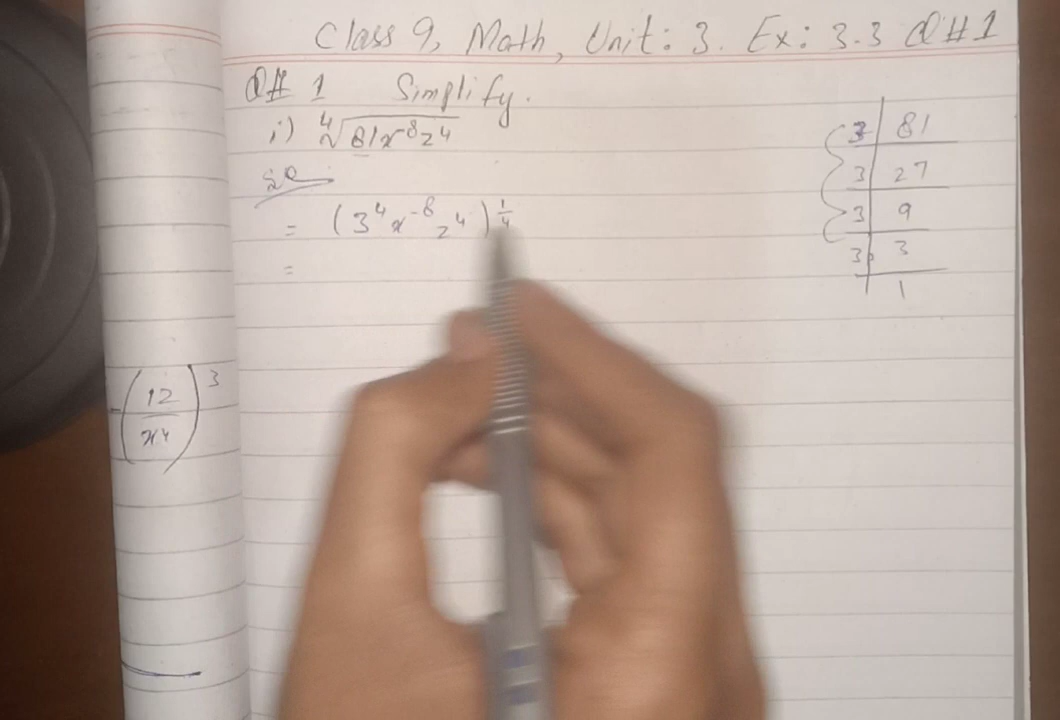 Class 9, Math, Unit: 3. Ex: 3.3 Q#1
Q# 1 Simplify.
i) ∜81x⁻⁸z⁴
Sol
= (3⁴x⁻⁸z⁴)^1/4
=
3 | 81
3 | 27
3 | 9
3 | 3
1
-(12/x⁴)³